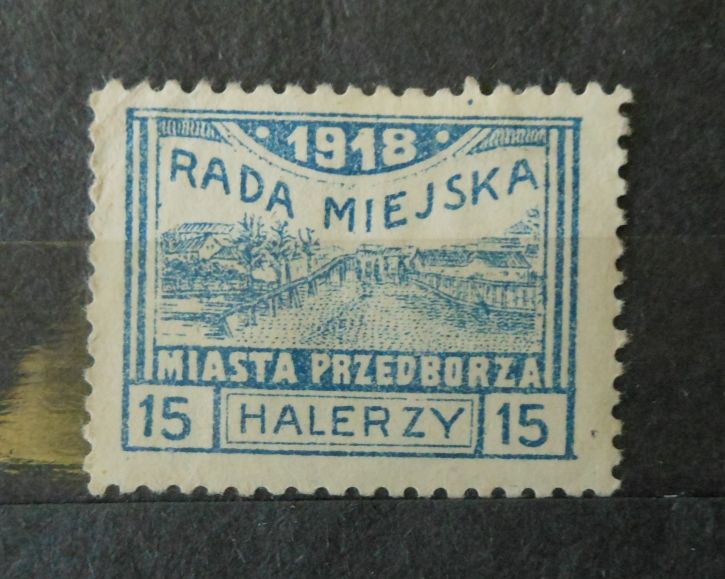 · 1918 ·
RADA MIEJSKA
MIASTA PRZEDBORZA
15 HALERZY 15